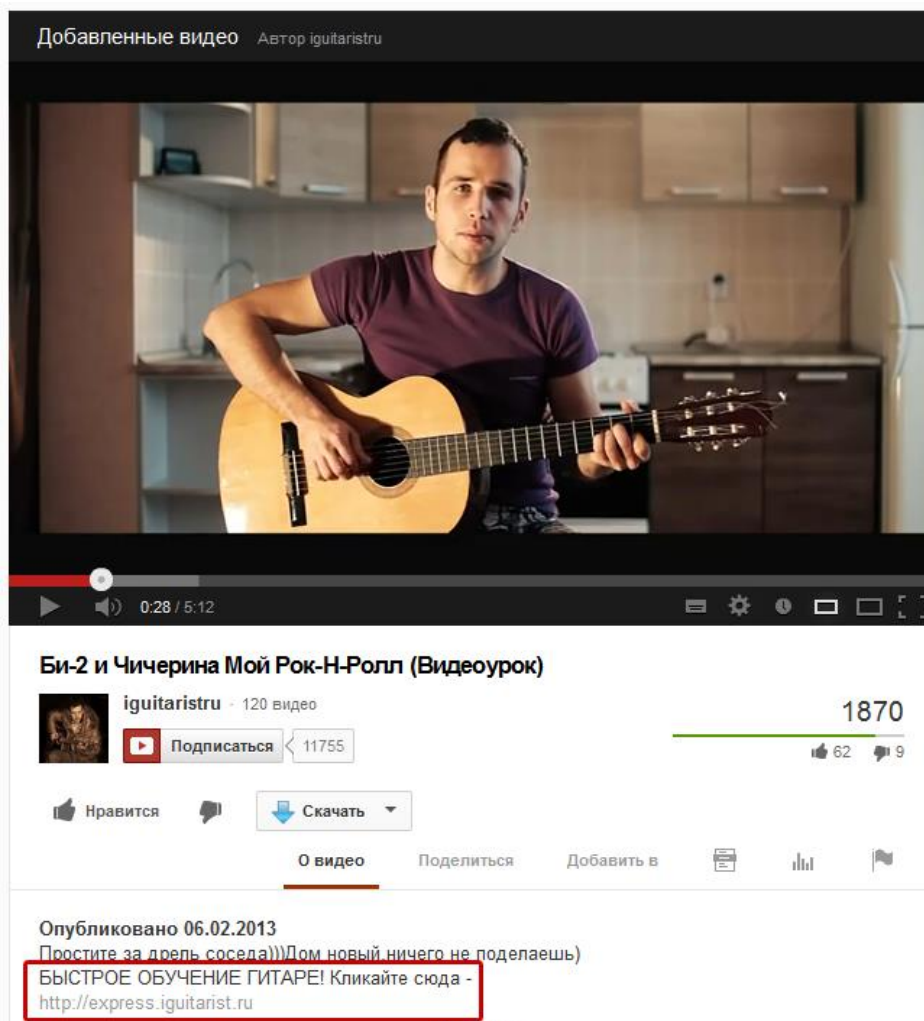 Добавленные видео Автор iguitaristru
0:28 / 5:12
Би-2 и Чичерина Мой Рок-Н-Ролл (Видеоурок)
iguitaristru · 120 видео
Подписаться 11755
1870
62 9
Нравится Скачать
О видео Поделиться Добавить в
Опубликовано 06.02.2013
Простите за дрель соседа)))Дом новый,ничего не поделаешь)
БЫСТРОЕ ОБУЧЕНИЕ ГИТАРЕ! Кликайте сюда -
http://express.iguitarist.ru